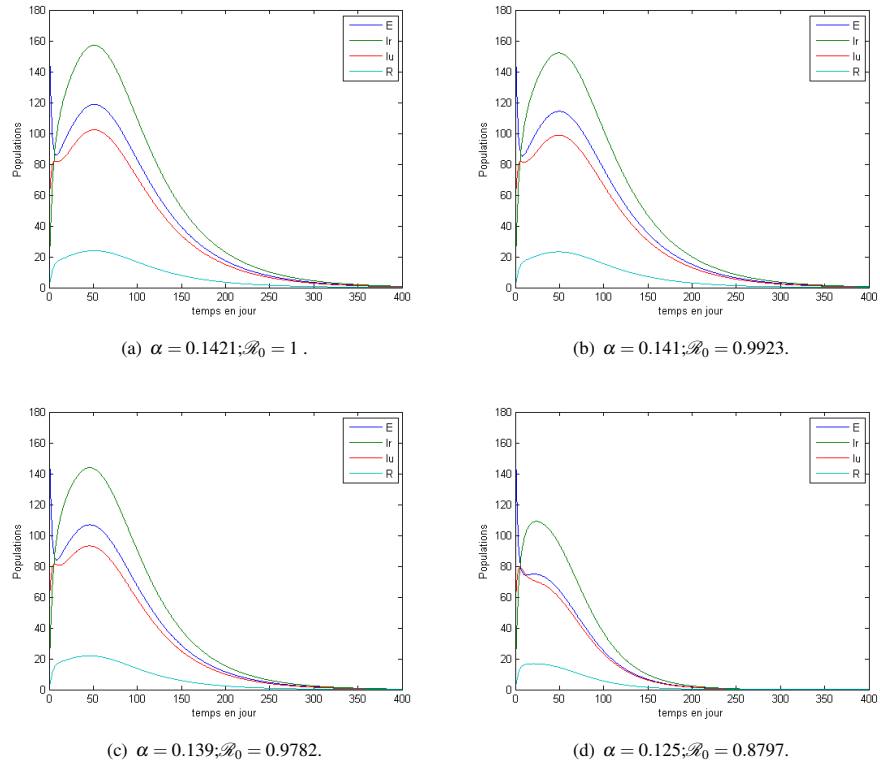 180
160
140
120
100
80
60
40
20
0
Populations
E
Ir
Iu
R
0 50 100 150 200 250 300 350 400
temps en jour
(a) α = 0.1421;ℛ0 = 1 .
180
160
140
120
100
80
60
40
20
0
Populations
E
Ir
Iu
R
0 50 100 150 200 250 300 350 400
temps en jour
(b) α = 0.141;ℛ0 = 0.9923.
180
160
140
120
100
80
60
40
20
0
Populations
E
Ir
Iu
R
0 50 100 150 200 250 300 350 400
temps en jour
(c) α = 0.139;ℛ0 = 0.9782.
180
160
140
120
100
80
60
40
20
0
Populations
E
Ir
Iu
R
0 50 100 150 200 250 300 350 400
temps en jour
(d) α = 0.125;ℛ0 = 0.8797.